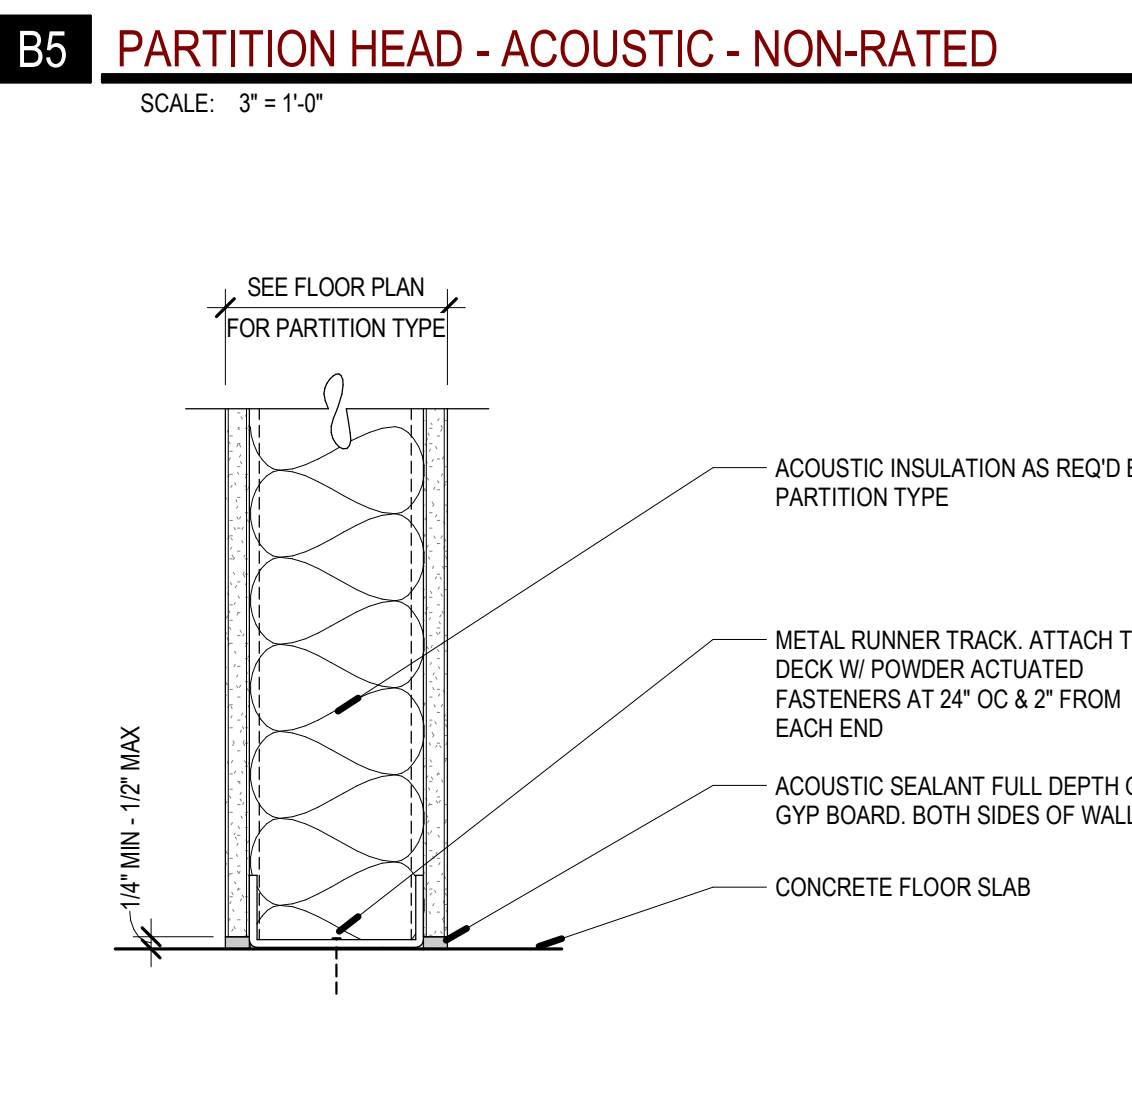 B5 PARTITION HEAD - ACOUSTIC - NON-RATED
SCALE: 3" = 1'-0"
SEE FLOOR PLAN
FOR PARTITION TYPE
ACOUSTIC INSULATION AS REQ'D
PARTITION TYPE
METAL RUNNER TRACK. ATTACH
DECK W/ POWDER ACTUATED
FASTENERS AT 24" OC & 2" FROM
EACH END
1/4" MIN - 1/2" MAX
ACOUSTIC SEALANT FULL DEPTH
GYP BOARD. BOTH SIDES OF WALL
CONCRETE FLOOR SLAB